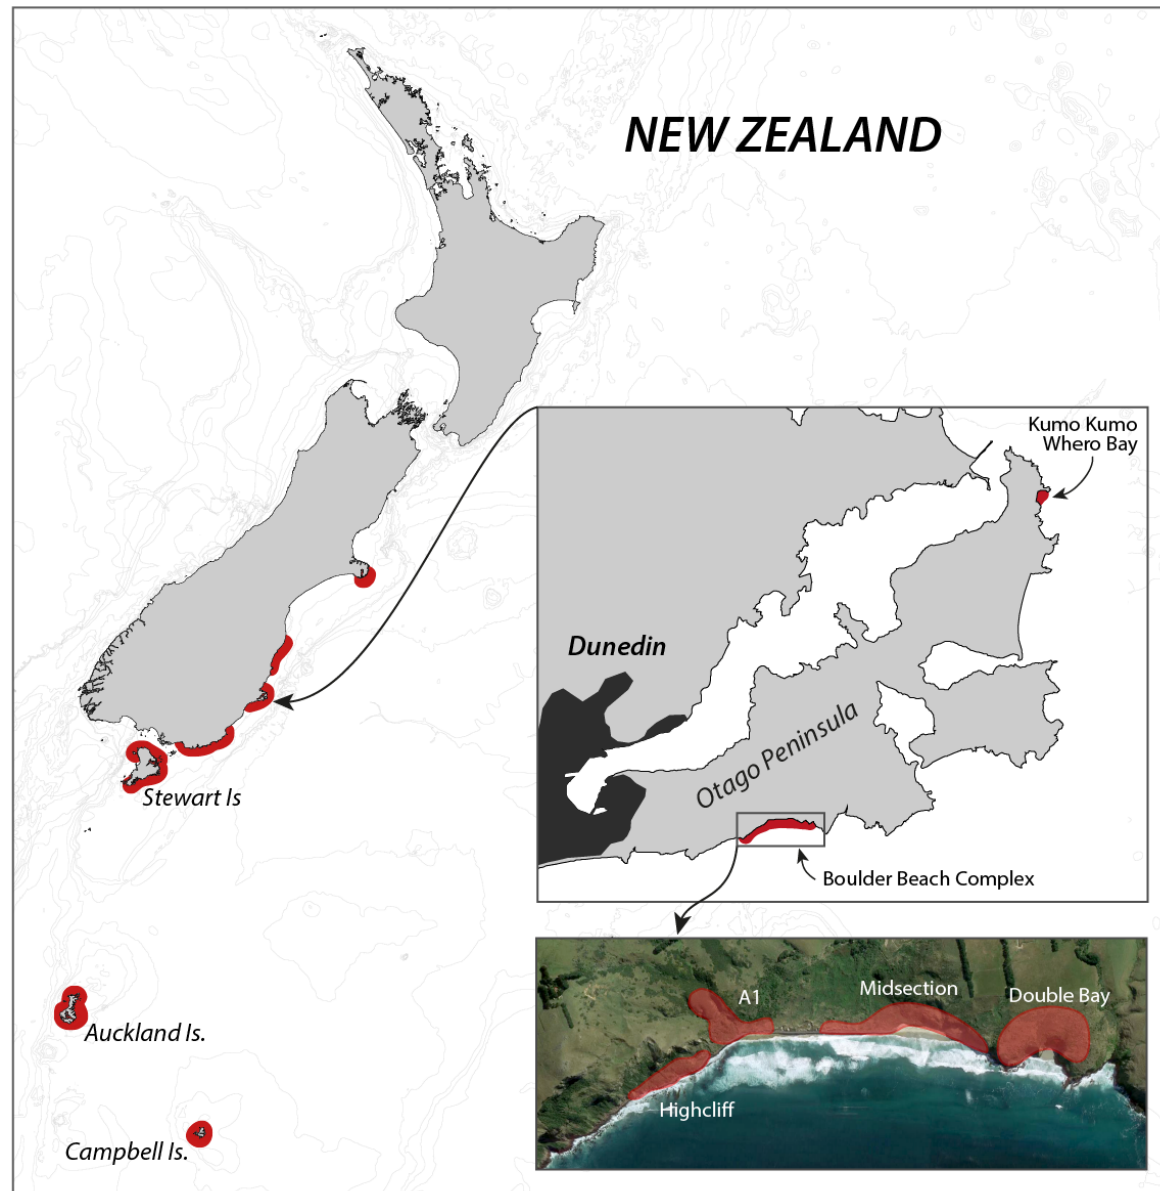 NEW ZEALAND
Kumo Kumo
Whero Bay
Dunedin
Otago Peninsula
Stewart Is
Boulder Beach Complex
A1
Midsection
Double Bay
Highcliff
Auckland Is.
Campbell Is.